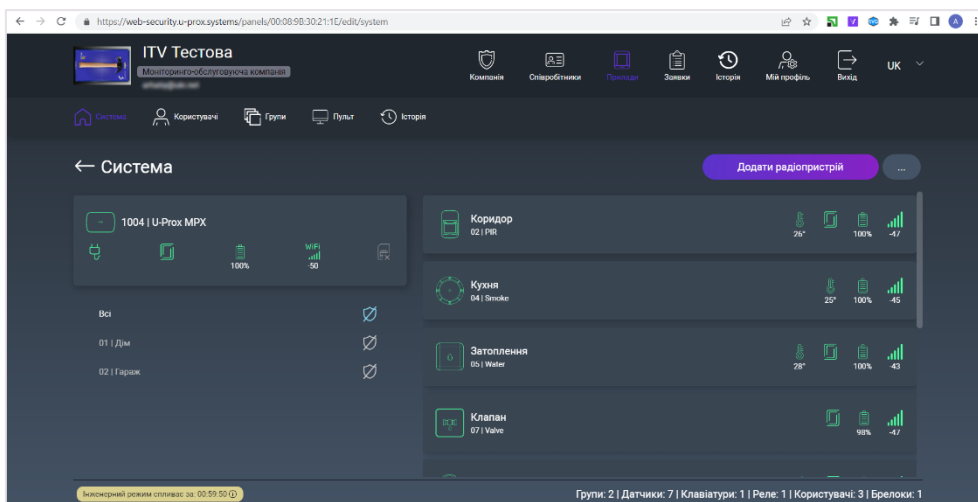 https://web-security.u-prox.systems/panels/00:08:9B:30:21:1E/edit/system
ITV Тестова
Моніторинго-обслуговуюча компанія
Компанія Співробітники Прилади Заявки Історія Мій профіль Вихід UK
Система Користувачі Групи Пульт Історія
← Система
Додати радіопристрій ...
1004 | U-Prox MPX
WiFi
100% -50
Всі
01 | Дім
02 | Гараж
Коридор
02 | PIR
26° 100% -47
Кухня
04 | Smoke
25° 100% -45
Затоплення
05 | Water
28° 100% -43
Клапан
07 | Valve
98% -47
Інженерний режим спливає за: 00:59:50
Групи: 2 | Датчики: 7 | Клавіатури: 1 | Реле: 1 | Користувачі: 3 | Брелоки: 1